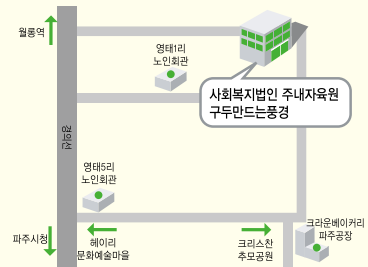 월롱역
영태1리
노인회관
사회복지법인 주내자육원
구두만드는풍경
경의선
영태5리
노인회관
파주시청
헤이리
문화예술마을
크리스찬
추모공원
크라운베이커리
파주공장